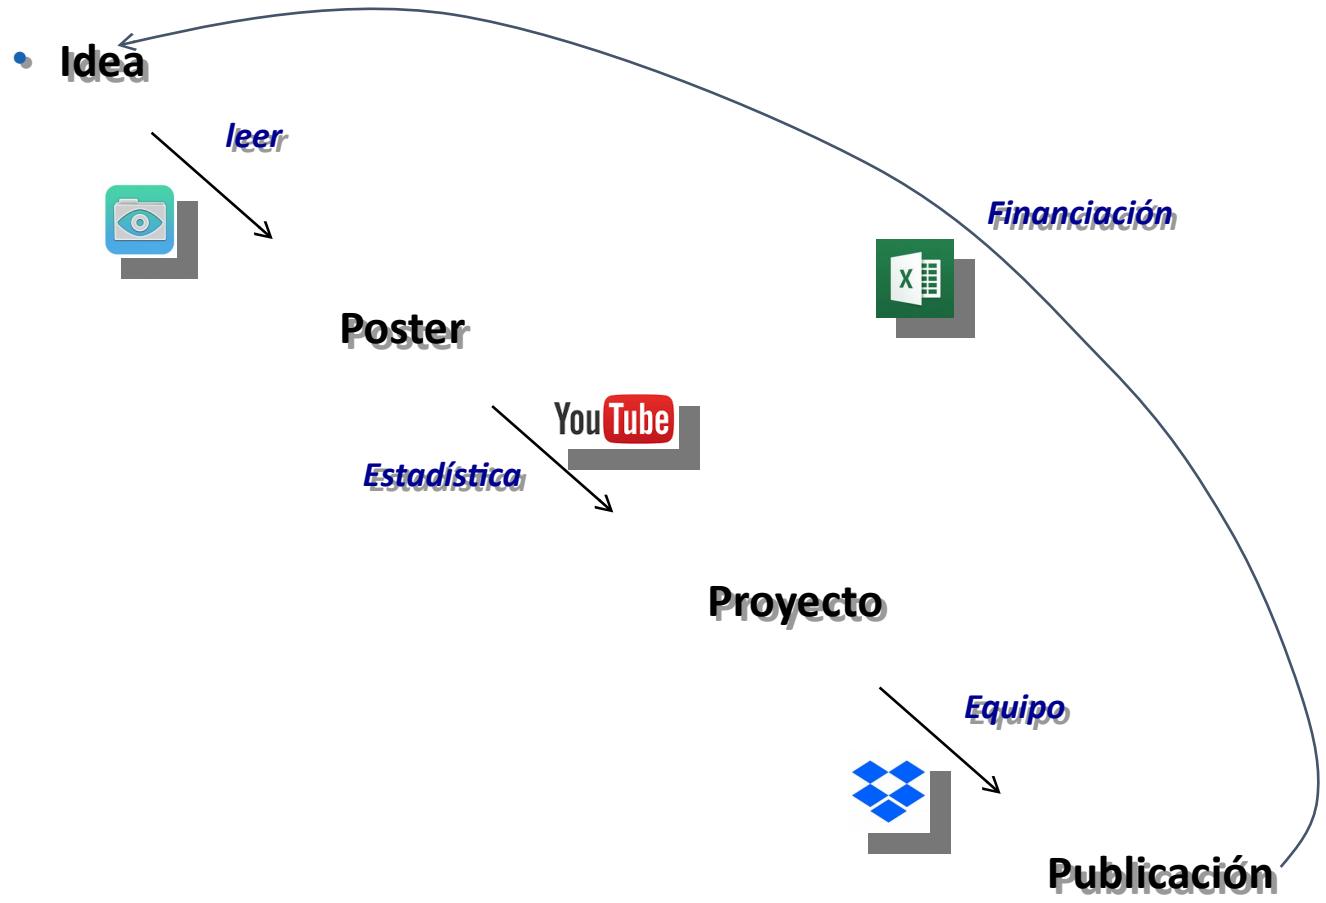 • Idea
leer
Financiación
X
Poster
YouTube
Estadística
Proyecto
Equipo
Publicación